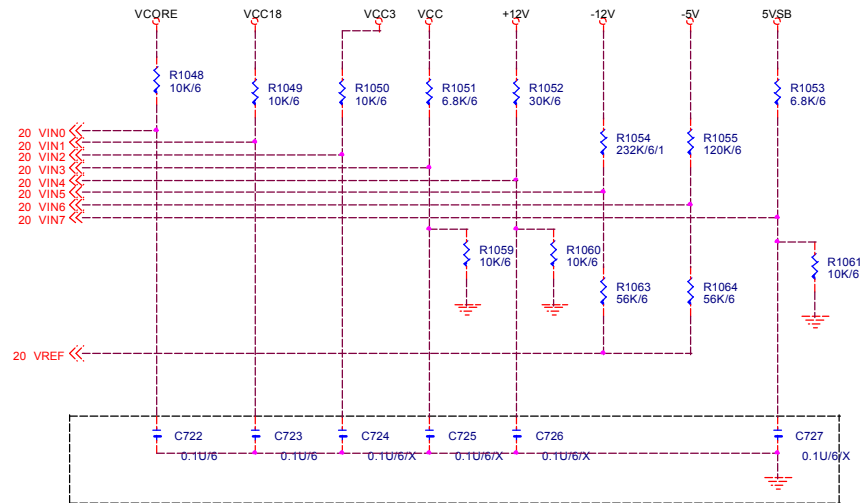 VCORE VCC18 VCC3 VCC +12V -12V -5V 5VSB
R1048
10K/6
R1049
10K/6
R1050
10K/6
R1051
6.8K/6
R1052
30K/6
R1053
6.8K/6
20 VIN0
20 VIN1
20 VIN2
20 VIN3
20 VIN4
20 VIN5
20 VIN6
20 VIN7
R1054
232K/6/1
R1055
120K/6
R1059
10K/6
R1060
10K/6
R1061
10K/6
R1063
56K/6
R1064
56K/6
20 VREF
C722
0.1U/6
C723
0.1U/6
C724
0.1U/6/X
C725
0.1U/6/X
C726
0.1U/6/X
C727
0.1U/6/X